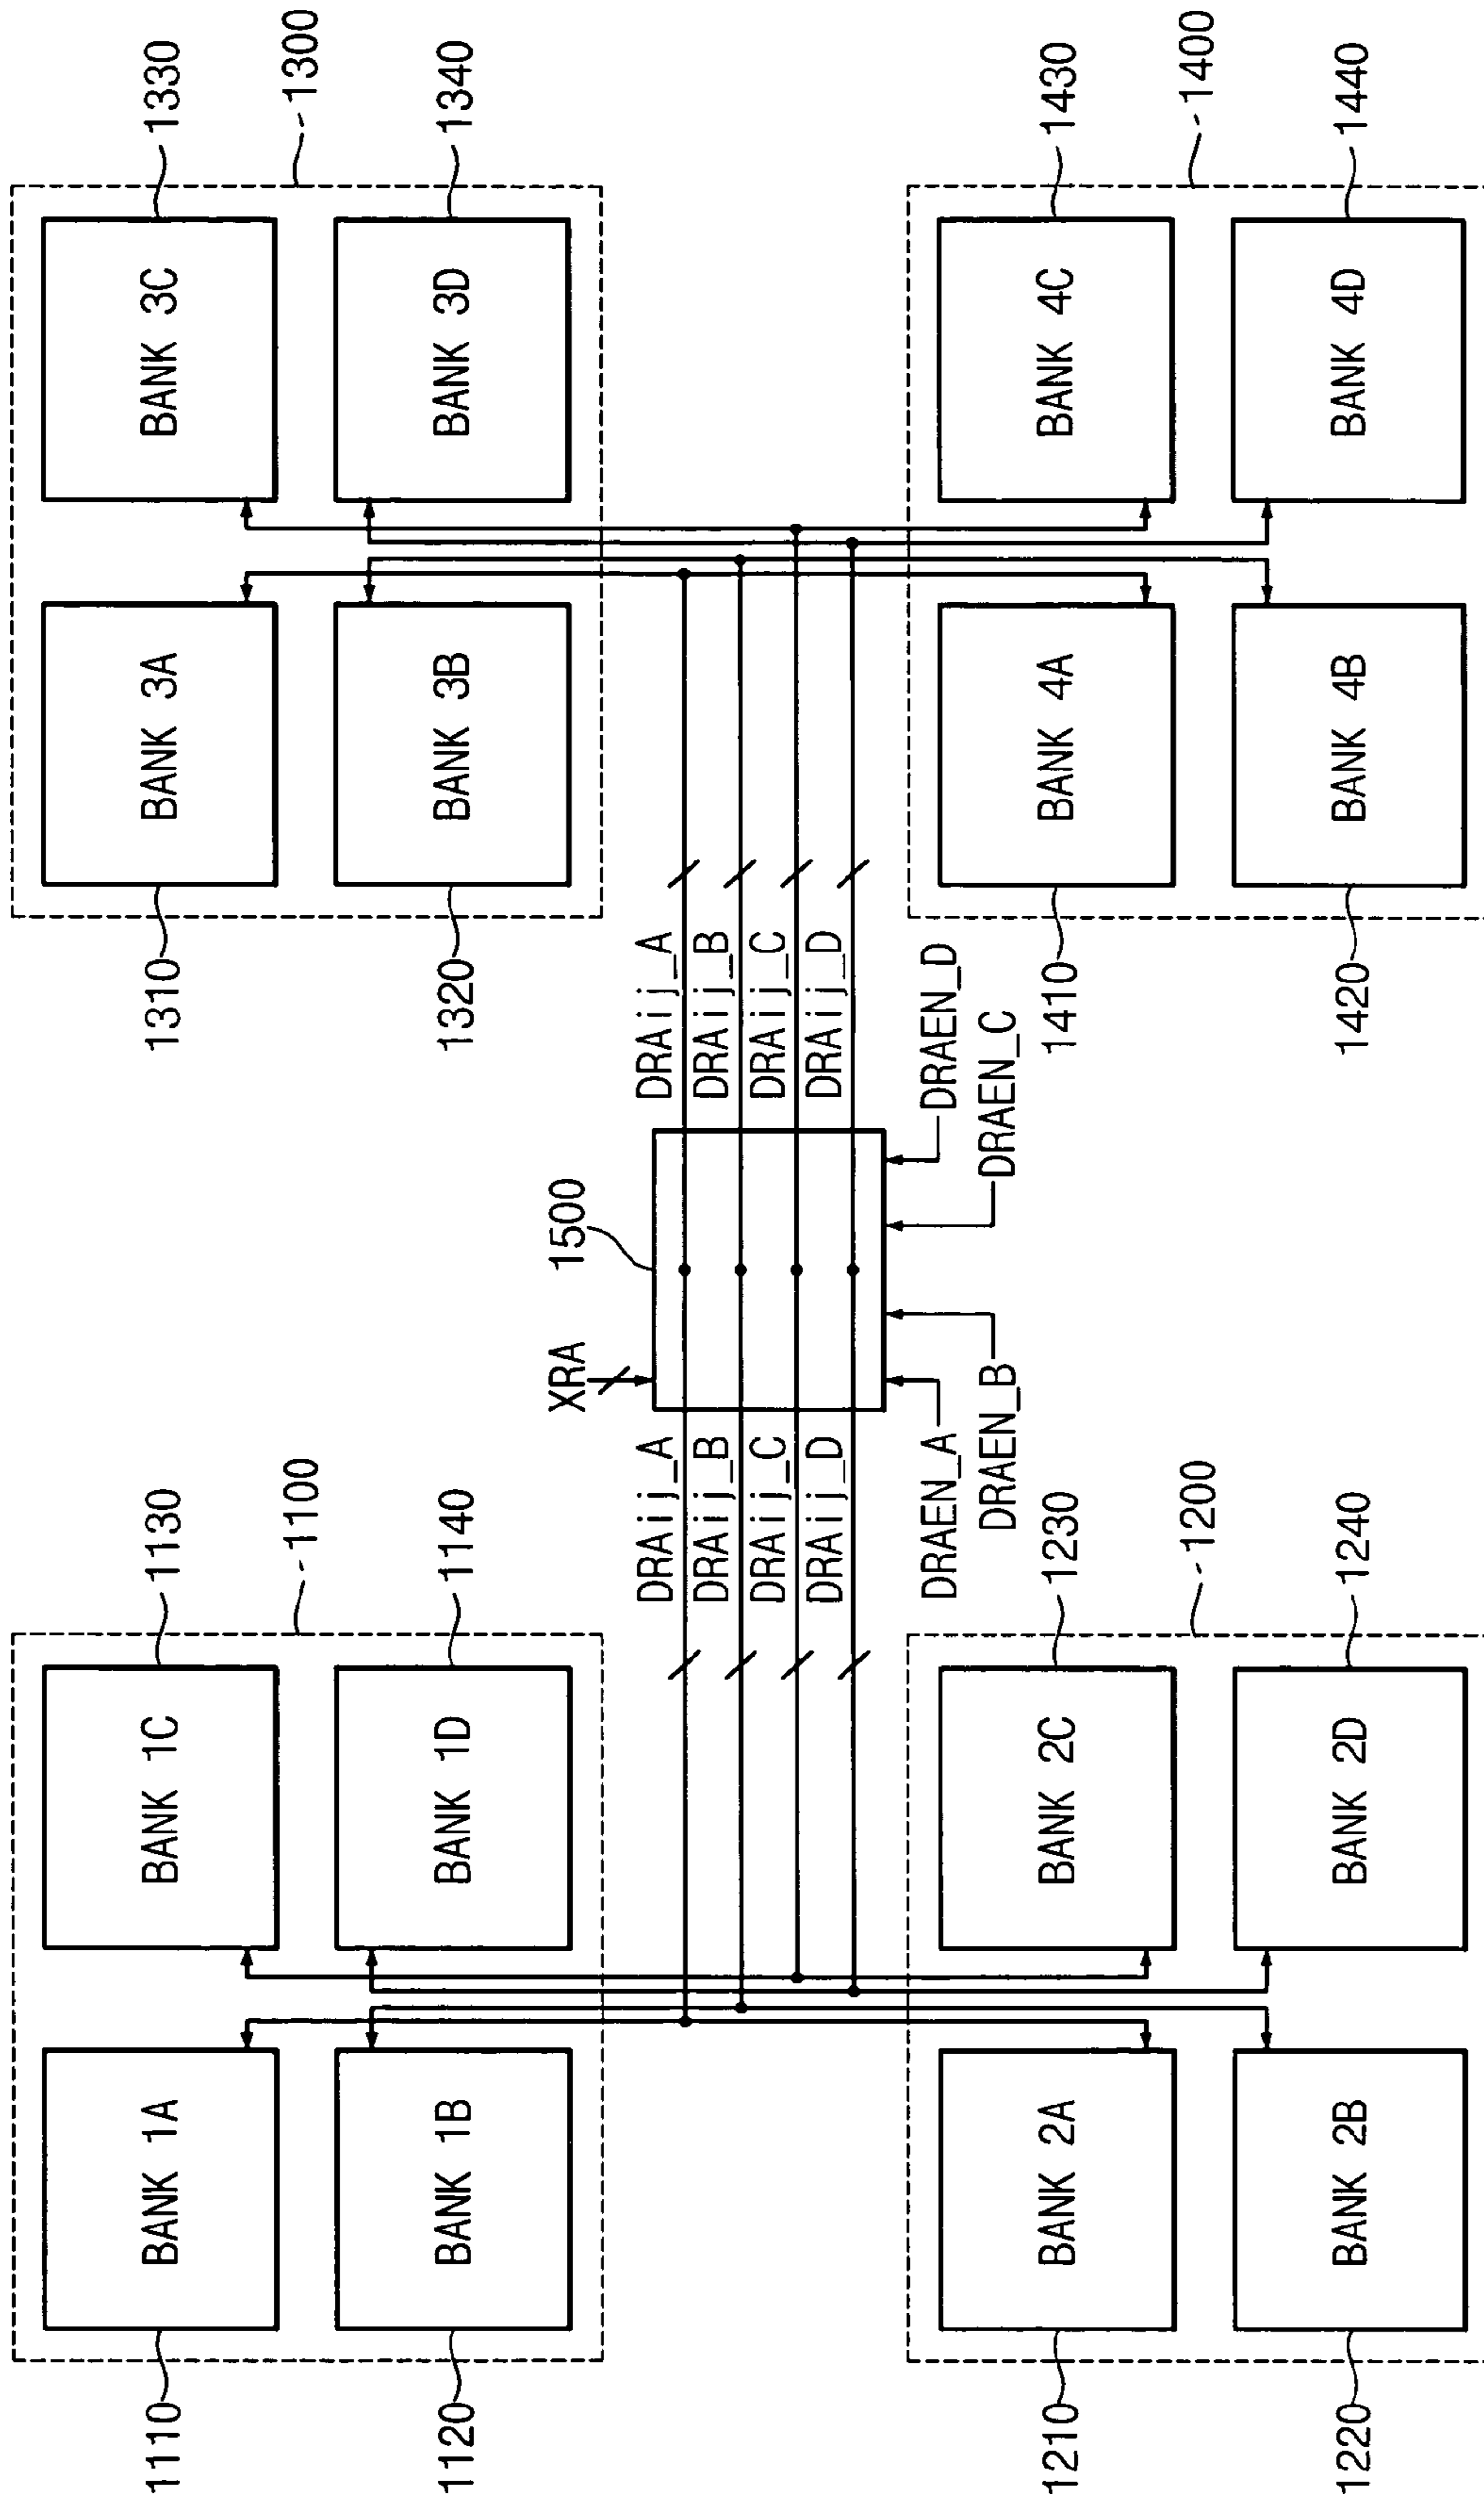 1110
1130
1310
1330
BANK 1A
BANK 1C
BANK 3A
BANK 3C
1100
1300
1120
1140
1320
1340
BANK 1B
BANK 1D
BANK 3B
BANK 3D
XRA
1500
DRAij_A
DRAij_A
DRAij_B
DRAij_B
DRAij_C
DRAij_C
DRAij_D
DRAij_D
DRAEN_A
DRAEN_D
DRAEN_B
DRAEN_C
1210
1230
1410
1430
BANK 2A
BANK 2C
BANK 4A
BANK 4C
1200
1400
1220
1240
1420
1440
BANK 2B
BANK 2D
BANK 4B
BANK 4D